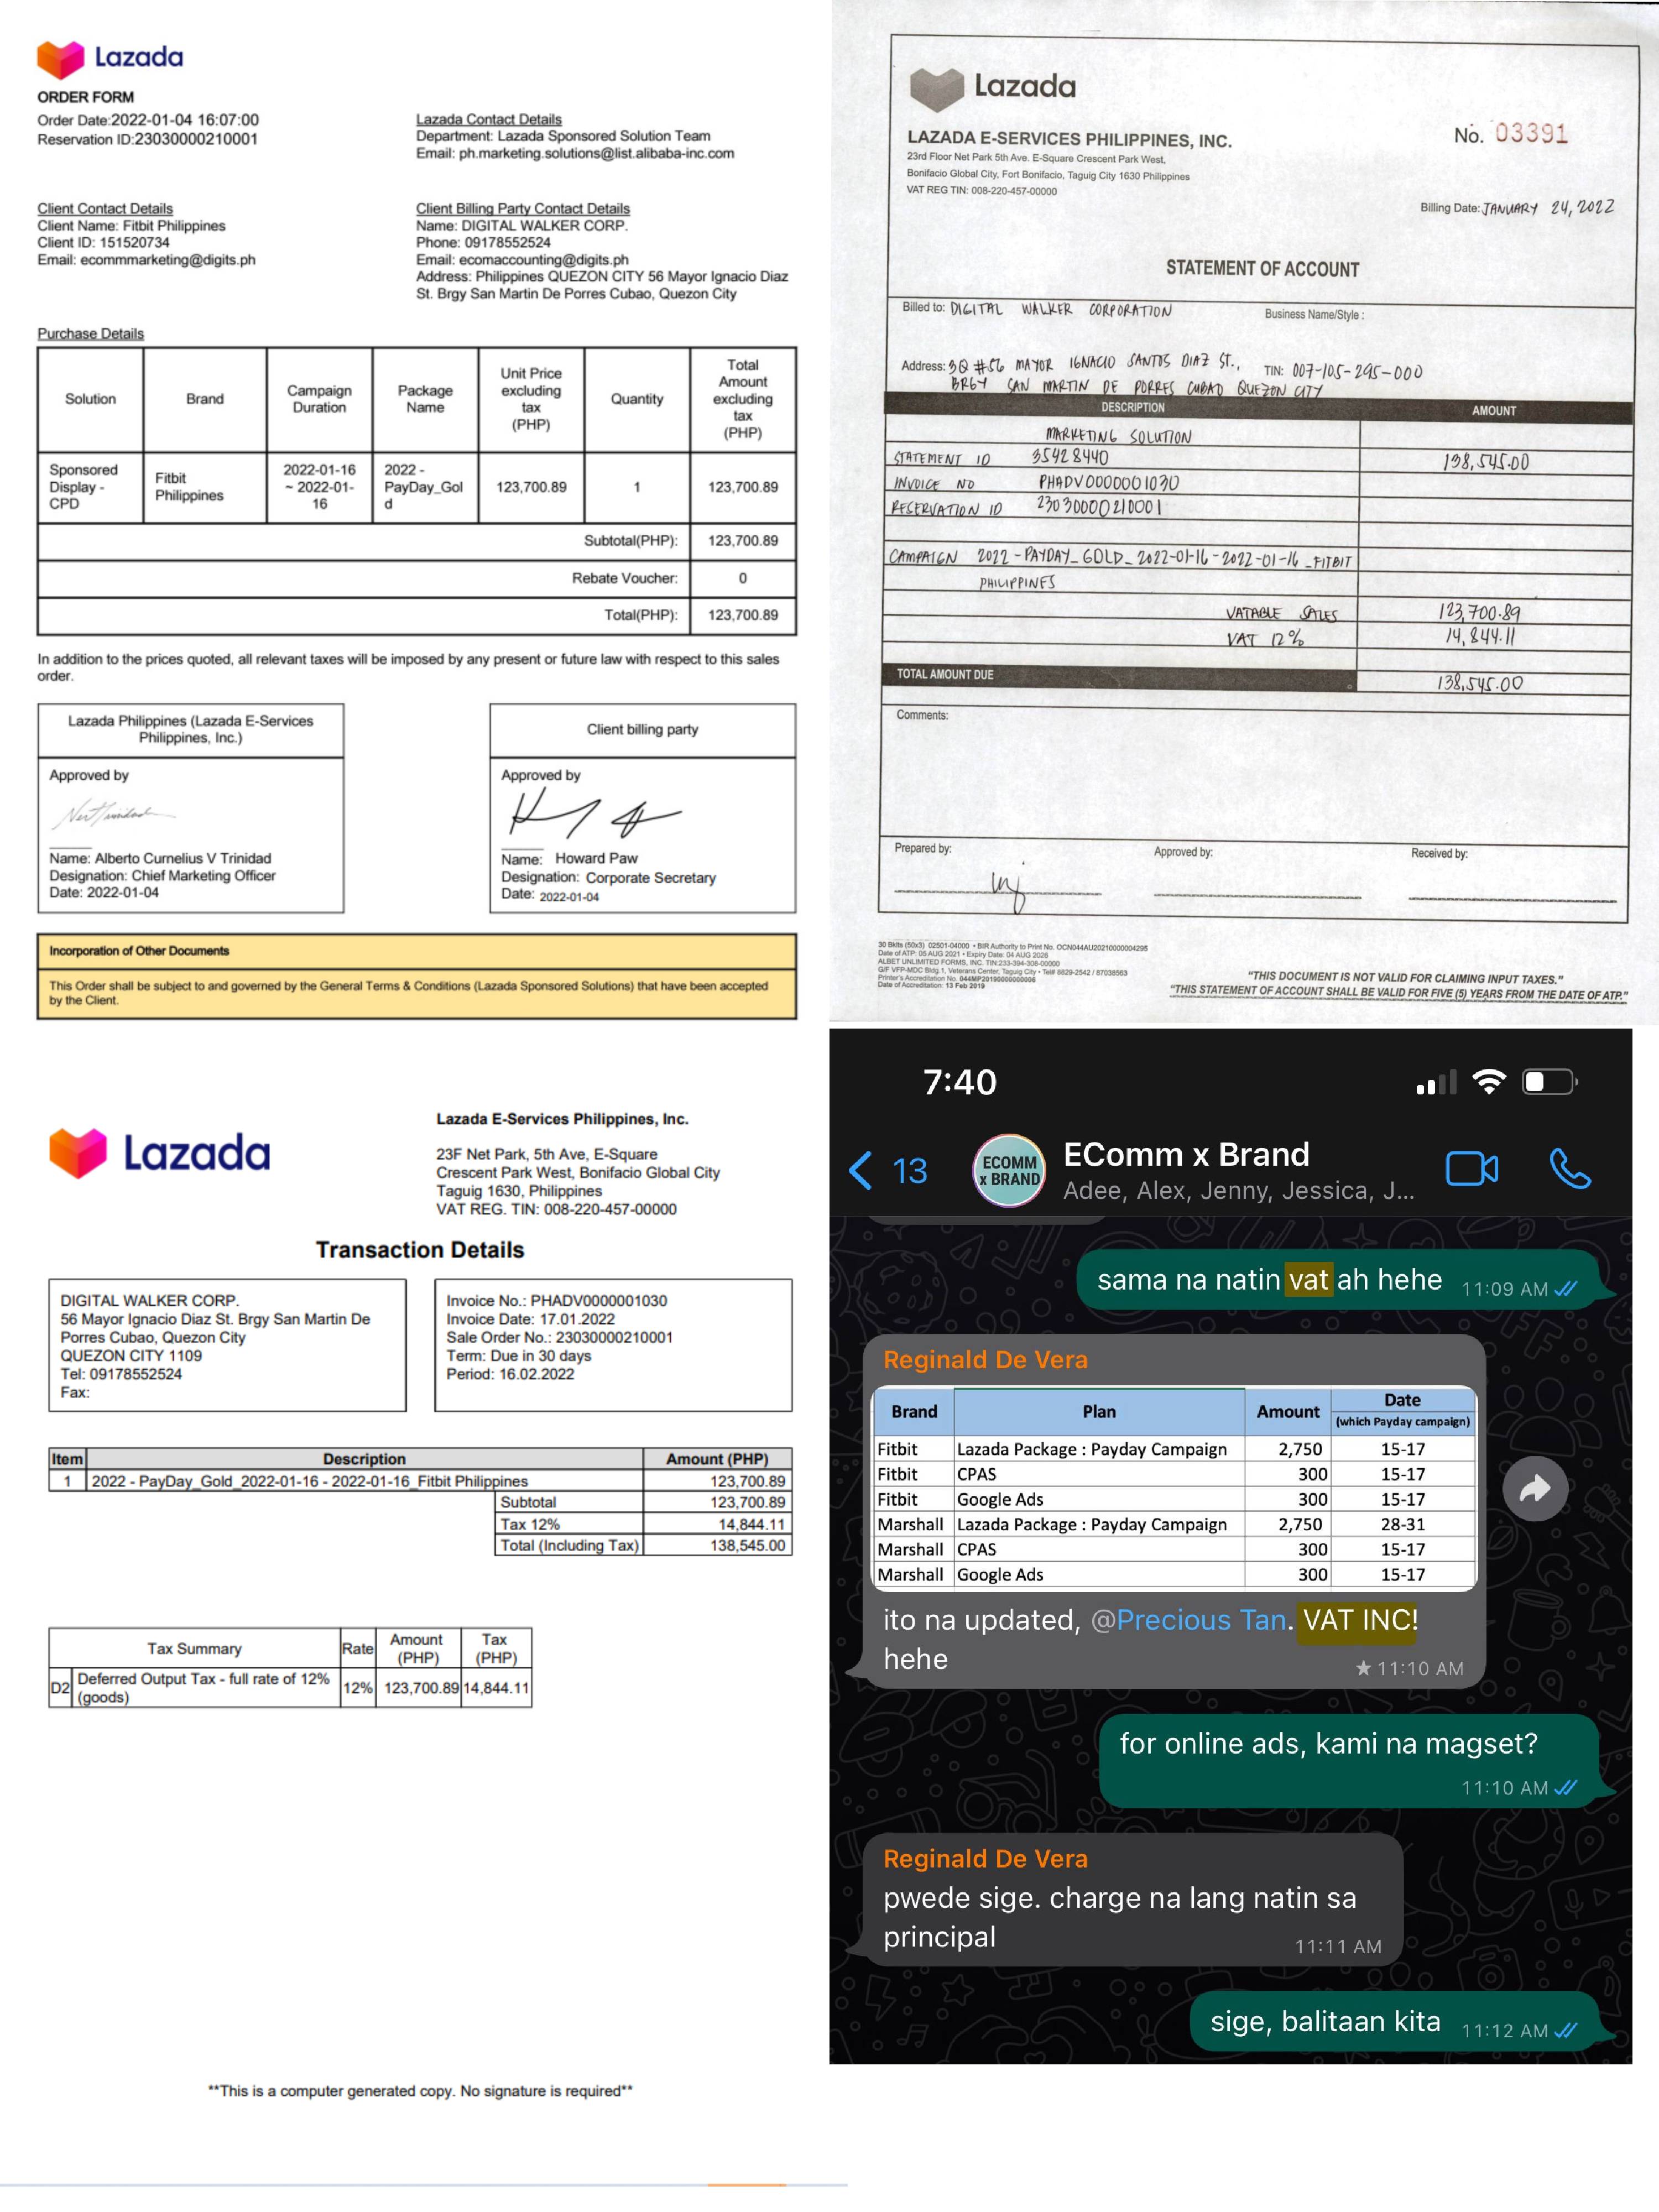 Lazada
ORDER FORM
Order Date:2022-01-04 16:07:00
Reservation ID:23030000210001
Lazada Contact Details
Department: Lazada Sponsored Solution Team
Email: ph.marketing.solutions@list.alibaba-inc.com
Client Contact Details
Client Name: Fitbit Philippines
Client ID: 151520734
Email: ecommmarketing@digits.ph
Client Billing Party Contact Details
Name: DIGITAL WALKER CORP.
Phone: 09178552524
Email: ecomaccounting@digits.ph
Address: Philippines QUEZON CITY 56 Mayor Ignacio Diaz
St. Brgy San Martin De Porres Cubao, Quezon City
Purchase Details
Solution Brand Campaign Duration Package Name Unit Price excluding tax (PHP) Quantity Total Amount excluding tax (PHP)
Sponsored Display - CPD Fitbit Philippines 2022-01-16 ~ 2022-01-16 2022 - PayDay_Gold 123,700.89 1 123,700.89
Subtotal(PHP): 123,700.89
Rebate Voucher: 0
Total(PHP): 123,700.89
In addition to the prices quoted, all relevant taxes will be imposed by any present or future law with respect to this sales
order.
Lazada Philippines (Lazada E-Services
Philippines, Inc.)
Approved by
Name: Alberto Curnelius V Trinidad
Designation: Chief Marketing Officer
Date: 2022-01-04
Client billing party
Approved by
Name: Howard Paw
Designation: Corporate Secretary
Date: 2022-01-04
Incorporation of Other Documents
This Order shall be subject to and governed by the General Terms & Conditions (Lazada Sponsored Solutions) that have been accepted
by the Client.
Lazada
LAZADA E-SERVICES PHILIPPINES, INC.
23rd Floor Net Park 5th Ave. E-Square Crescent Park West,
Bonifacio Global City, Fort Bonifacio, Taguig City 1630 Philippines
VAT REG TIN: 008-220-457-00000
No. 03391
Billing Date: JANUARY 24, 2022
STATEMENT OF ACCOUNT
Billed to: DIGITAL WALKER CORPORATION
Business Name/Style :
Address: 3Q #56 MAYOR IGNACIO SANTOS DIAZ ST.,
BRGY SAN MARTIN DE PORRES CUBAO QUEZON CITY
TIN: 007-105-295-000
DESCRIPTION AMOUNT
MARKETING SOLUTION
STATEMENT ID 35428440 138,545.00
INVOICE NO PHADV0000001030
RESERVATION ID 23030000210001
CAMPAIGN 2022 - PAYDAY_GOLD_2022-01-16-2022-01-16_FITBIT
PHILIPPINES
VATABLE SALES 123,700.89
VAT 12% 14,844.11
TOTAL AMOUNT DUE 138,545.00
Comments:
Prepared by:
Approved by:
Received by:
30 Bklts (50x3) 02501-04000 • BIR Authority to Print No. OCN044AU20210000004295
Date of ATP: 05 AUG 2021 • Expiry Date: 04 AUG 2026
ALBET UNLIMITED FORMS, INC. TIN:233-394-308-00000
G/F VFP-MDC Bldg.1, Veterans Center, Taguig City • Tel# 8829-2542 / 87038563
Printer's Accreditation No. 044MP20190000000006
Date of Accreditation: 13 Feb 2019
"THIS DOCUMENT IS NOT VALID FOR CLAIMING INPUT TAXES."
"THIS STATEMENT OF ACCOUNT SHALL BE VALID FOR FIVE (5) YEARS FROM THE DATE OF ATP."
Lazada
Lazada E-Services Philippines, Inc.
23F Net Park, 5th Ave, E-Square
Crescent Park West, Bonifacio Global City
Taguig 1630, Philippines
VAT REG. TIN: 008-220-457-00000
Transaction Details
DIGITAL WALKER CORP.
56 Mayor Ignacio Diaz St. Brgy San Martin De
Porres Cubao, Quezon City
QUEZON CITY 1109
Tel: 09178552524
Fax:
Invoice No.: PHADV0000001030
Invoice Date: 17.01.2022
Sale Order No.: 23030000210001
Term: Due in 30 days
Period: 16.02.2022
Item Description Amount (PHP)
1 2022 - PayDay_Gold_2022-01-16 - 2022-01-16_Fitbit Philippines 123,700.89
Subtotal 123,700.89
Tax 12% 14,844.11
Total (Including Tax) 138,545.00
Tax Summary Rate Amount (PHP) Tax (PHP)
D2 Deferred Output Tax - full rate of 12% (goods) 12% 123,700.89 14,844.11
**This is a computer generated copy. No signature is required**
7:40
13
ECOMM
x BRAND
EComm x Brand
Adee, Alex, Jenny, Jessica, J...
sama na natin vat ah hehe 11:09 AM
Reginald De Vera
Brand Plan Amount Date (which Payday campaign)
Fitbit Lazada Package : Payday Campaign 2,750 15-17
Fitbit CPAS 300 15-17
Fitbit Google Ads 300 15-17
Marshall Lazada Package : Payday Campaign 2,750 28-31
Marshall CPAS 300 15-17
Marshall Google Ads 300 15-17
ito na updated, @Precious Tan. VAT INC!
hehe
11:10 AM
for online ads, kami na magset?
11:10 AM
Reginald De Vera
pwede sige. charge na lang natin sa
principal
11:11 AM
sige, balitaan kita 11:12 AM